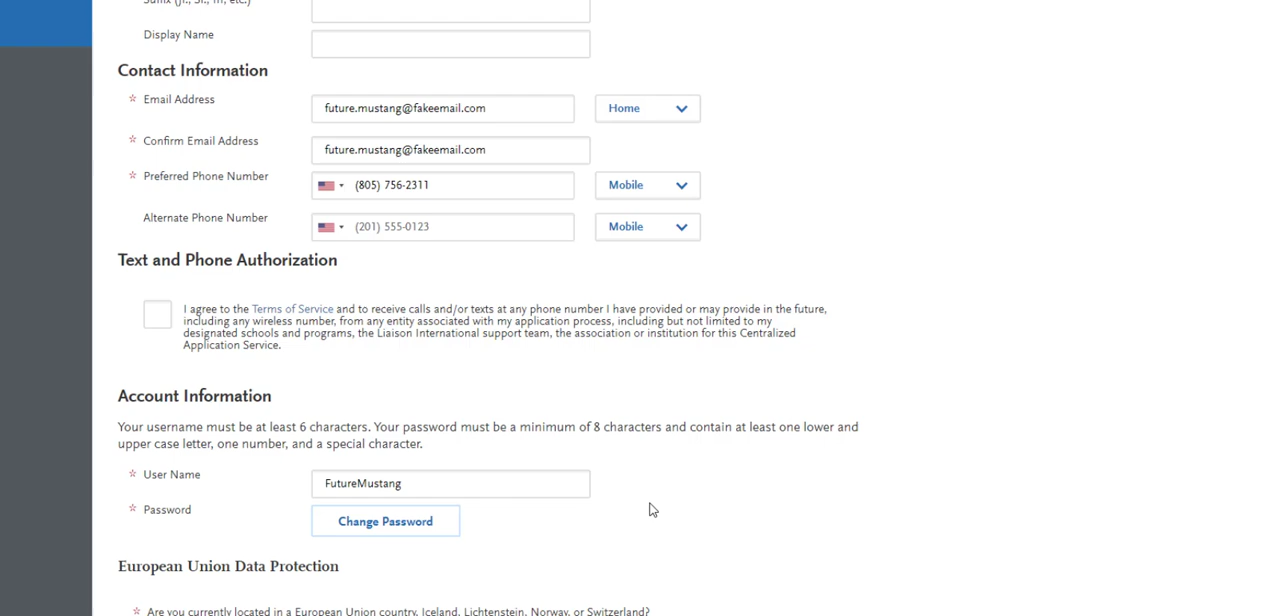 Suffix (Jr., Sr., III, etc.)
Display Name
Contact Information
* Email Address
future.mustang@fakeemail.com
Home
* Confirm Email Address
future.mustang@fakeemail.com
* Preferred Phone Number
(805) 756-2311
Mobile
Alternate Phone Number
(201) 555-0123
Mobile
Text and Phone Authorization
I agree to the Terms of Service and to receive calls and/or texts at any phone number I have provided or may provide in the future,
including any wireless number, from any entity associated with my application process, including but not limited to my
designated schools and programs, the Liaison International support team, the association or institution for this Centralized
Application Service.
Account Information
Your username must be at least 6 characters. Your password must be a minimum of 8 characters and contain at least one lower and
upper case letter, one number, and a special character.
* User Name
FutureMustang
* Password
Change Password
European Union Data Protection
* Are you currently located in a European Union country, Iceland, Lichtenstein, Norway, or Switzerland?